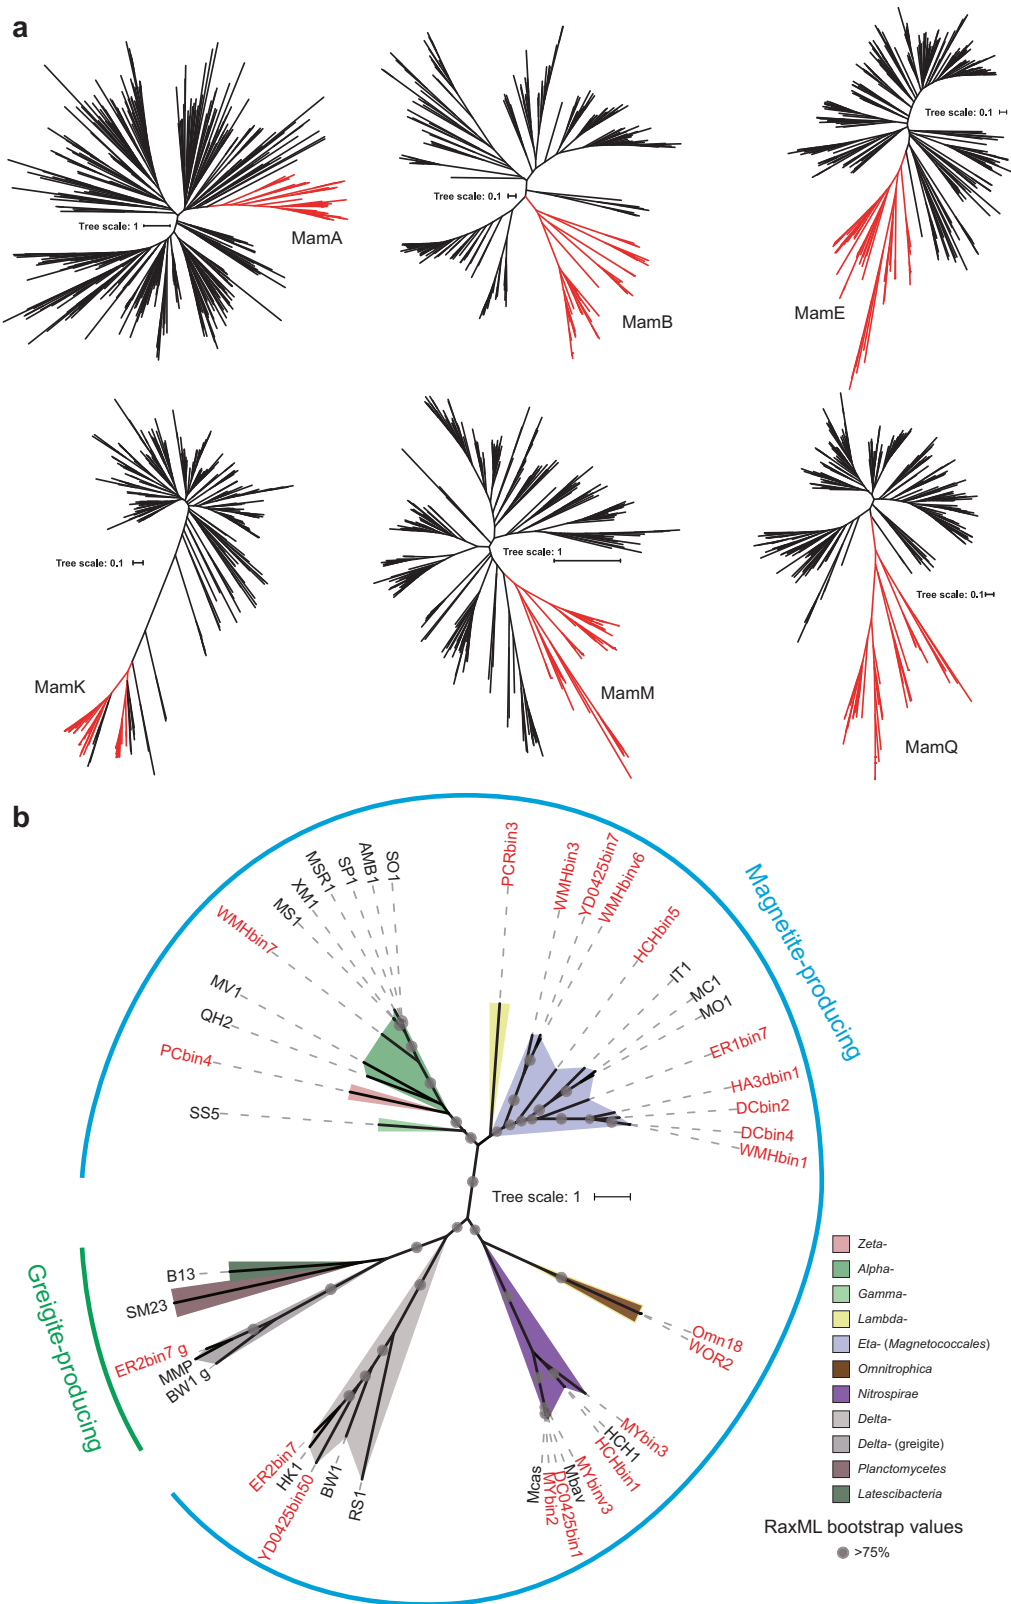 a
Tree scale: 1
MamA
Tree scale: 0.1
MamB
Tree scale: 0.1
MamE
Tree scale: 0.1
MamK
Tree scale: 1
MamM
Tree scale: 0.1
MamQ
b
Magnetite-producing
Greigite-producing
SS5
PCbin4
QH2
MV1
WMHbin7
MS1
XM1
MSR1
SP1
AMB1
SO1
PCRbin3
WMHbin3
YD0425bin7
WMHbinv6
HCHbin5
IT1
MC1
MO1
ER1bin7
HA3dbin1
DCbin2
DCbin4
WMHbin1
Tree scale: 1
B13
SM23
ER2bin7 g
MMP
BW1 g
ER2bin7
HK1
YD0425bin50
BW1
RS1
Mcas
MYbin2
DC0425bin1
Mbav
MYbinv3
HCHbin1
HCH1
MYbin3
WOR2
Omn18
Zeta-
Alpha-
Gamma-
Lambda-
Eta- (Magnetococcales)
Omnitrophica
Nitrospirae
Delta-
Delta- (greigite)
Planctomycetes
Latescibacteria
RaxML bootstrap values
>75%